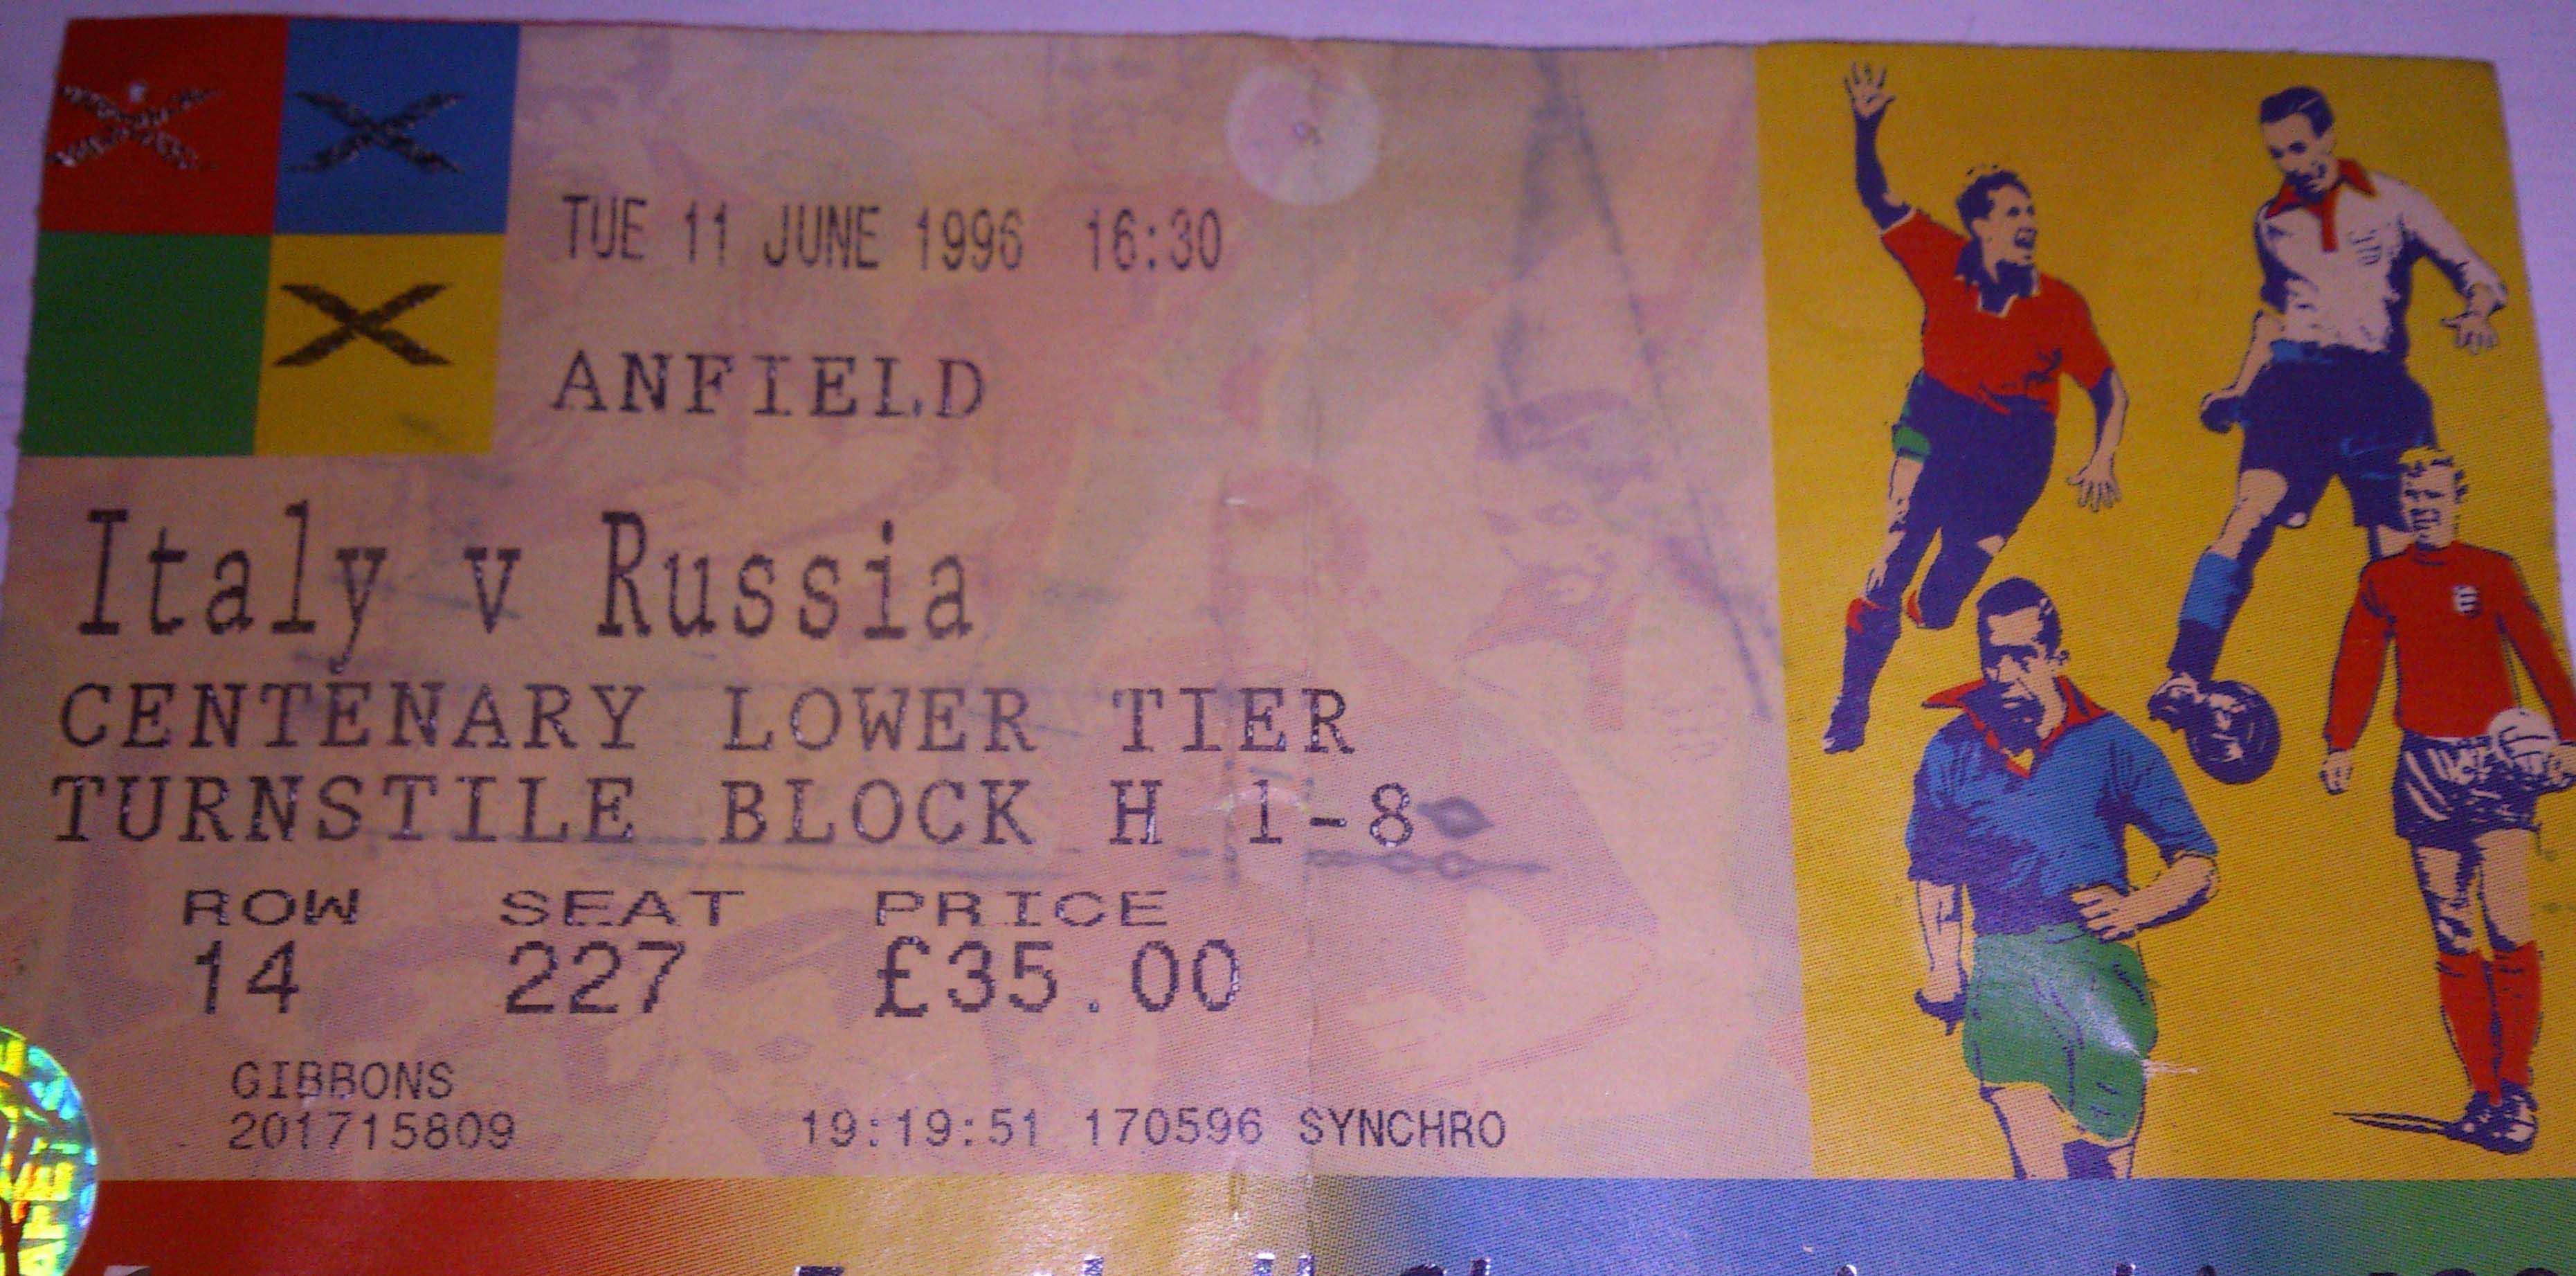 TUE 11 JUNE 1996 16:30
ANFIELD
Italy v Russia
CENTENARY LOWER TIER
TURNSTILE BLOCK H 1-8
ROW SEAT PRICE
14 227 £35.00
GIBBONS
201715809 19:19:51 170596 SYNCHRO